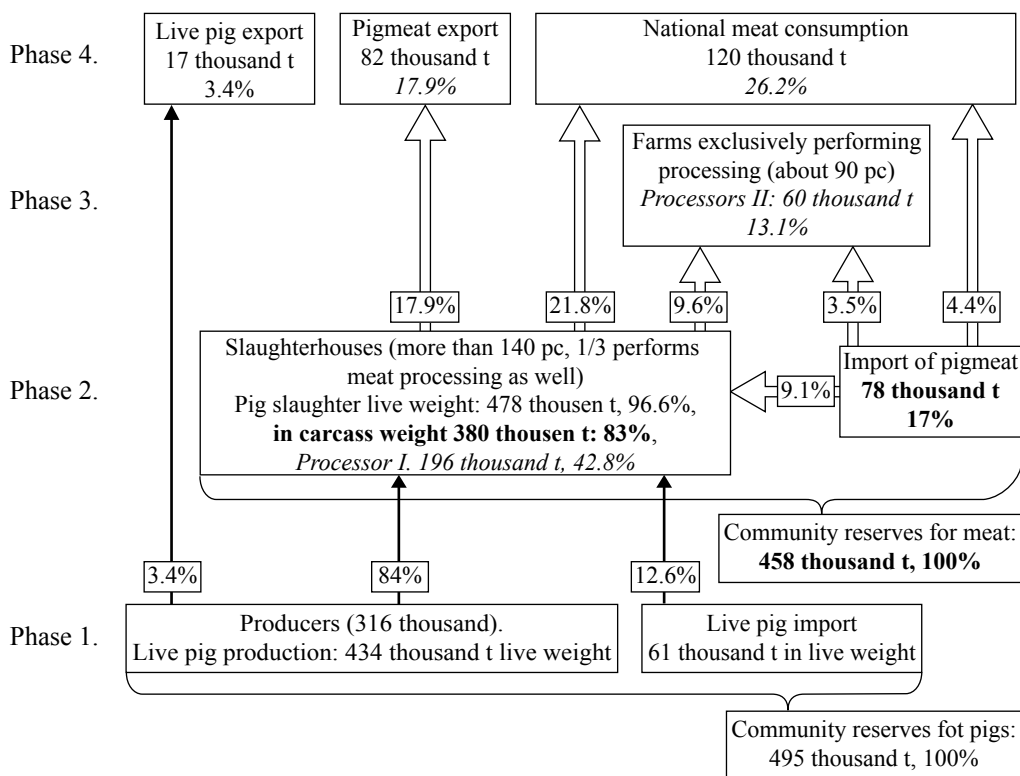 Phase 4.
Live pig export
17 thousand t
3.4%
Pigmeat export
82 thousand t
17.9%
National meat consumption
120 thousand t
26.2%
Phase 3.
Farms exclusively performing
processing (about 90 pc)
Processors II: 60 thousand t
13.1%
17.9%
21.8%
9.6%
3.5%
4.4%
Phase 2.
Slaughterhouses (more than 140 pc, 1/3 performs
meat processing as well)
Pig slaughter live weight: 478 thousen t, 96.6%,
in carcass weight 380 thousen t: 83%,
Processor I. 196 thousand t, 42.8%
9.1%
Import of pigmeat
78 thousand t
17%
Community reserves for meat:
458 thousand t, 100%
3.4%
84%
12.6%
Phase 1.
Producers (316 thousand).
Live pig production: 434 thousand t live weight
Live pig import
61 thousand t in live weight
Community reserves fot pigs:
495 thousand t, 100%